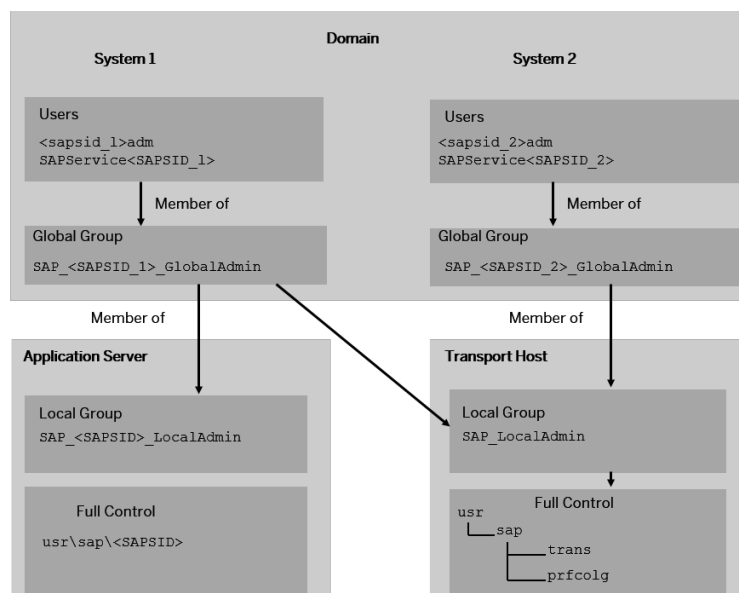 Domain
System 1
System 2
Users
<sapsid_1>adm
SAPService<SAPSID_1>
Users
<sapsid_2>adm
SAPService<SAPSID_2>
Member of
Member of
Global Group
SAP_<SAPSID_1>_GlobalAdmin
Global Group
SAP_<SAPSID_2>_GlobalAdmin
Member of
Member of
Application Server
Local Group
SAP_<SAPSID>_LocalAdmin
Full Control
usr\sap\<SAPSID>
Transport Host
Local Group
SAP_LocalAdmin
Full Control
usr
sap
trans
prfcolg